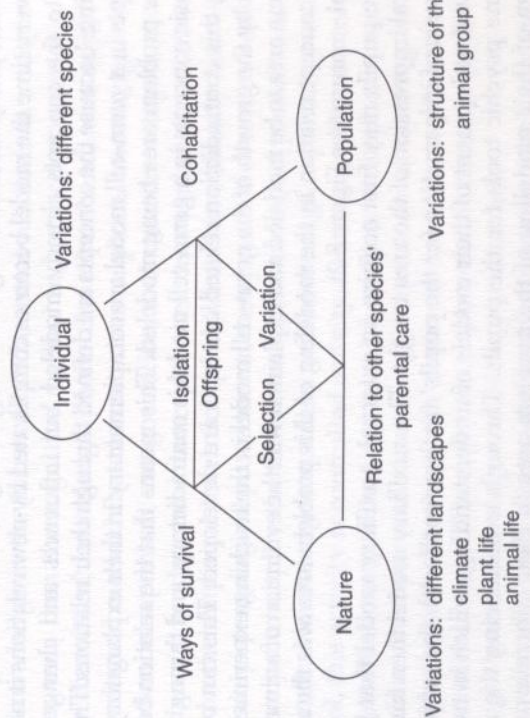 Individual
Variations: different species
Ways of survival
Isolation
Offspring
Cohabitation
Selection
Variation
Nature
Relation to other species'
parental care
Population
Variations: different landscapes
climate
plant life
animal life
Variations: structure of th
animal group